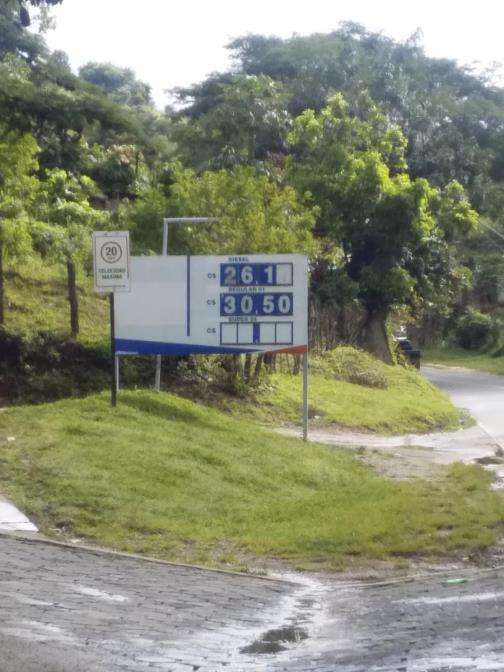 20
VELOCIDAD
MAXIMA
DIESEL
C$ 26.1
REGULAR 91
C$ 30.50
SUPER 95
C$